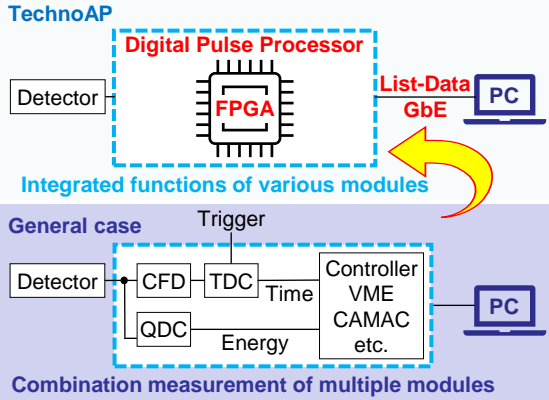 TechnoAP
Digital Pulse Processor
Detector
FPGA
List-Data
GbE
PC
Integrated functions of various modules
General case
Trigger
Detector
CFD
TDC
Time
QDC
Energy
Controller
VME
CAMAC
etc.
PC
Combination measurement of multiple modules